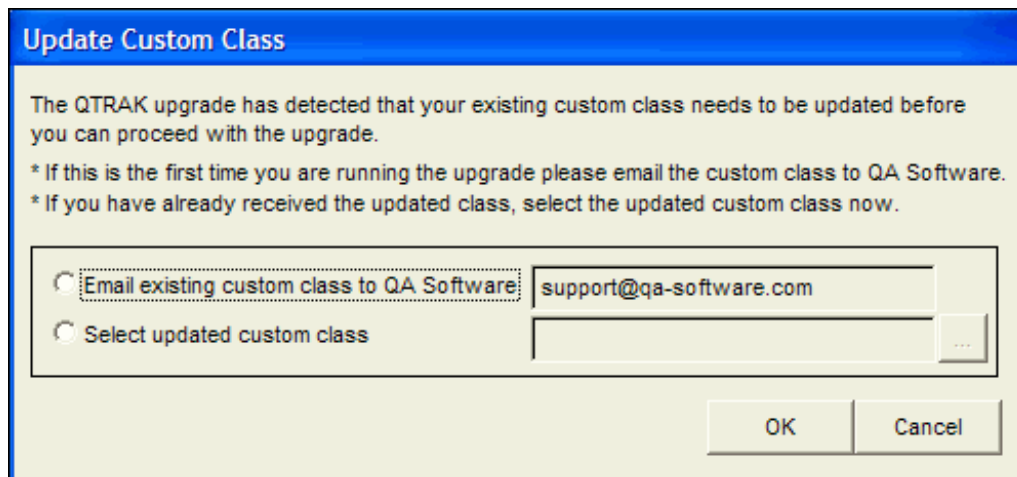 Update Custom Class
The QTRAK upgrade has detected that your existing custom class needs to be updated before
you can proceed with the upgrade.
* If this is the first time you are running the upgrade please email the custom class to QA Software.
* If you have already received the updated class, select the updated custom class now.
Email existing custom class to QA Software support@qa-software.com
Select updated custom class ...
OK Cancel